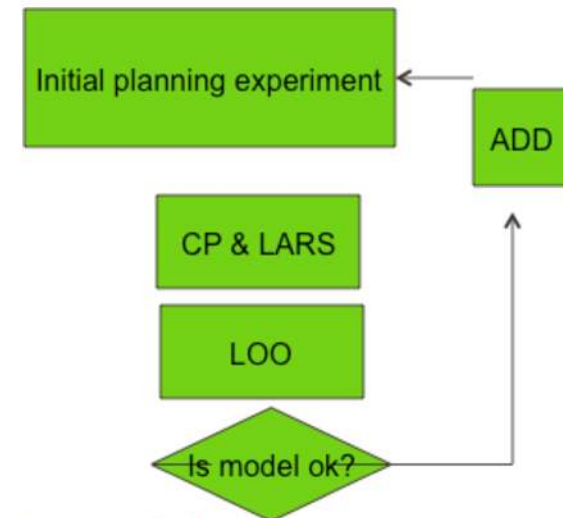 Initial planning experiment
ADD
CP & LARS
LOO
Is model ok?